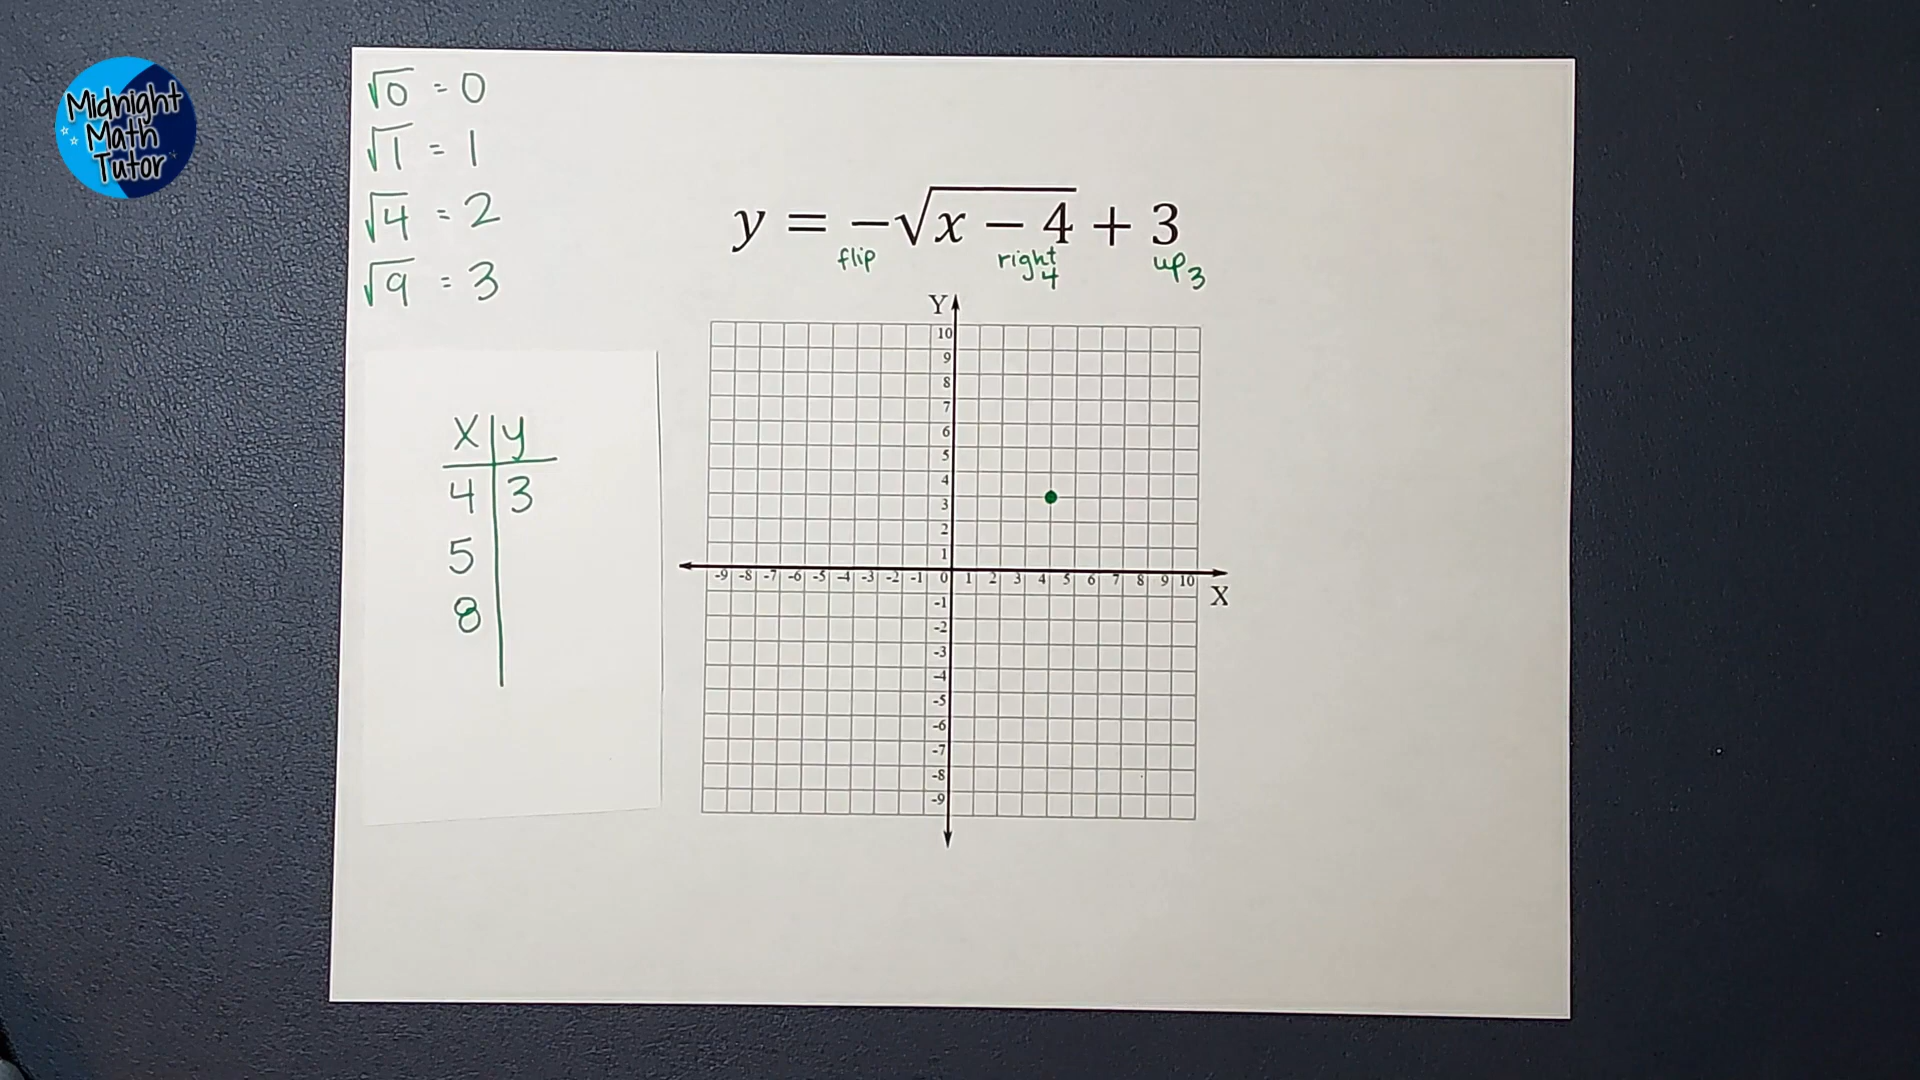 Midnight
Math
Tutor
√0 = 0
√1 = 1
√4 = 2
√9 = 3
y = −√(x − 4) + 3
flip right 4 up 3
x y
4 3
5
8
Y
10
9
8
7
6
5
4
3
2
1
-9 -8 -7 -6 -5 -4 -3 -2 -1 0 1 2 3 4 5 6 7 8 9 10
X
-1
-2
-3
-4
-5
-6
-7
-8
-9